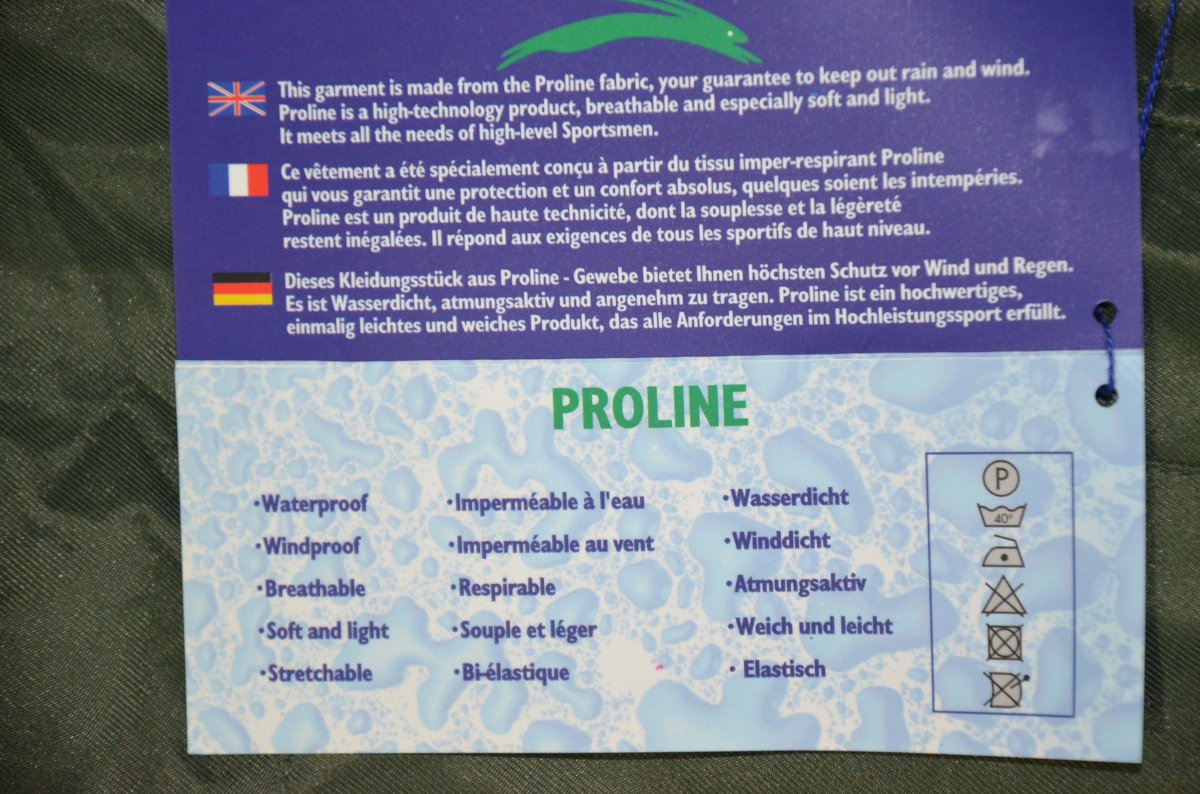 This garment is made from the Proline fabric, your guarantee to keep out rain and wind.
Proline is a high-technology product, breathable and especially soft and light.
It meets all the needs of high-level Sportsmen.
Ce vêtement a été spécialement conçu à partir du tissu imper-respirant Proline
qui vous garantit une protection et un confort absolus, quelques soient les intempéries.
Proline est un produit de haute technicité, dont la souplesse et la légèreté
restent inégalées. Il répond aux exigences de tous les sportifs de haut niveau.
Dieses Kleidungsstück aus Proline - Gewebe bietet Ihnen höchsten Schutz vor Wind und Regen.
Es ist Wasserdicht, atmungsaktiv und angenehm zu tragen. Proline ist ein hochwertiges,
einmalig leichtes und weiches Produkt, das alle Anforderungen im Hochleistungssport erfüllt.
PROLINE
·Waterproof
·Windproof
·Breathable
·Soft and light
·Stretchable
·Imperméable à l'eau
·Imperméable au vent
·Respirable
·Souple et léger
·Bi-élastique
·Wasserdicht
·Winddicht
·Atmungsaktiv
·Weich und leicht
· Elastisch
P
40°